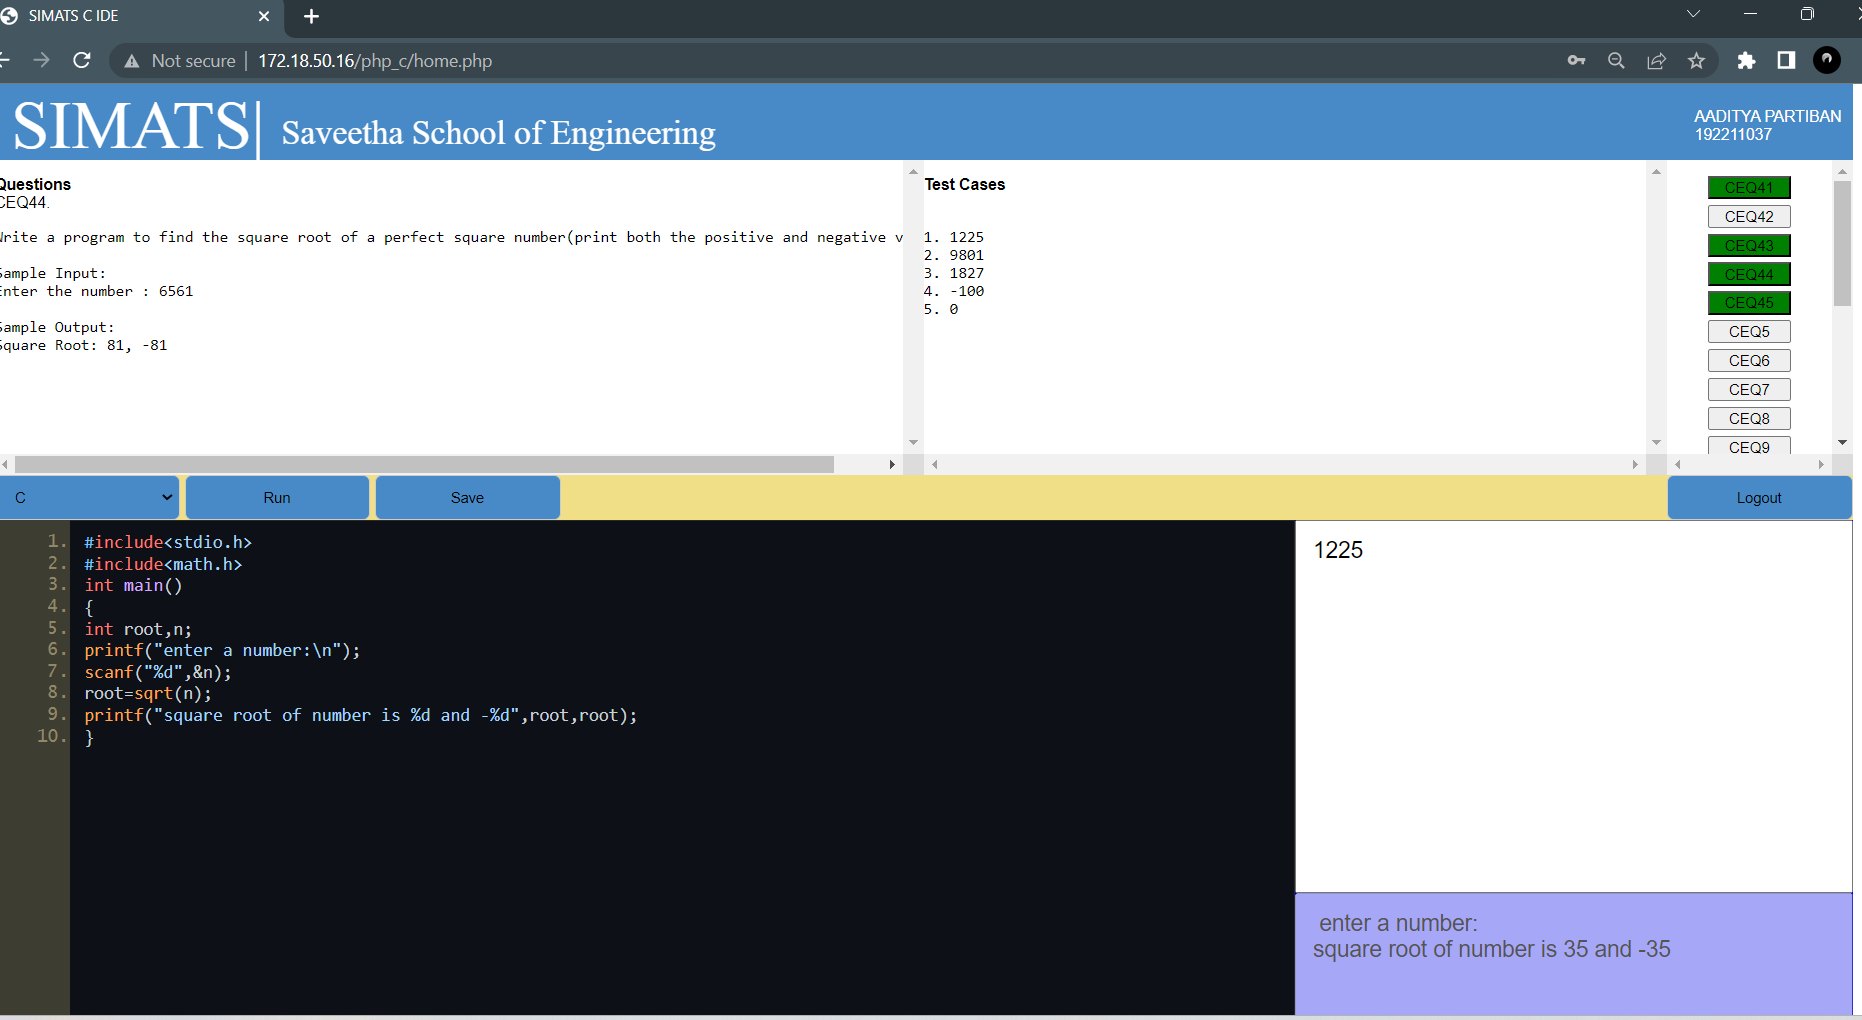 SIMATS C IDE
Not secure | 172.18.50.16/php_c/home.php
SIMATS| Saveetha School of Engineering
AADITYA PARTIBAN
192211037
Questions
CEQ44.
Write a program to find the square root of a perfect square number(print both the positive and negative v
Sample Input:
Enter the number : 6561
Sample Output:
Square Root: 81, -81
Test Cases
1. 1225
2. 9801
3. 1827
4. -100
5. 0
CEQ41
CEQ42
CEQ43
CEQ44
CEQ45
CEQ5
CEQ6
CEQ7
CEQ8
CEQ9
C
Run
Save
Logout
1. #include<stdio.h>
2. #include<math.h>
3. int main()
4. {
5. int root,n;
6. printf("enter a number:\n");
7. scanf("%d",&n);
8. root=sqrt(n);
9. printf("square root of number is %d and -%d",root,root);
10. }
1225
enter a number:
square root of number is 35 and -35